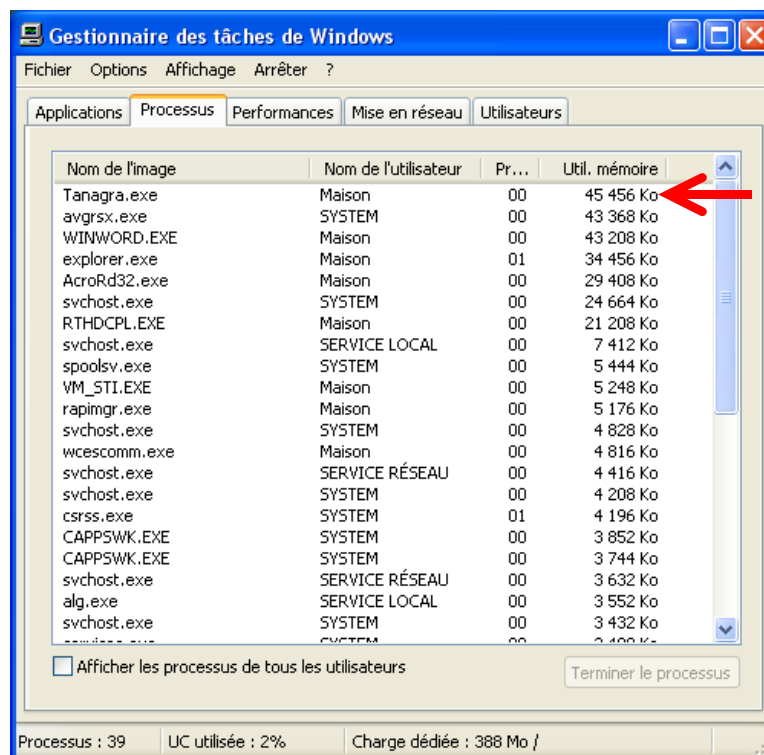 Gestionnaire des tâches de Windows
Fichier Options Affichage Arrêter ?
Applications Processus Performances Mise en réseau Utilisateurs
Nom de l'image Nom de l'utilisateur Pr... Util. mémoire
Tanagra.exe Maison 00 45 456 Ko
avgrsx.exe SYSTEM 00 43 368 Ko
WINWORD.EXE Maison 00 43 208 Ko
explorer.exe Maison 01 34 456 Ko
AcroRd32.exe Maison 00 29 408 Ko
svchost.exe SYSTEM 00 24 664 Ko
RTHDCPL.EXE Maison 00 21 208 Ko
svchost.exe SERVICE LOCAL 00 7 412 Ko
spoolsv.exe SYSTEM 00 5 444 Ko
VM_STI.EXE Maison 00 5 248 Ko
rapimgr.exe Maison 00 5 176 Ko
svchost.exe SYSTEM 00 4 828 Ko
wcescomm.exe Maison 00 4 816 Ko
svchost.exe SERVICE RÉSEAU 00 4 416 Ko
svchost.exe SYSTEM 00 4 208 Ko
csrss.exe SYSTEM 01 4 196 Ko
CAPPSWK.EXE SYSTEM 00 3 852 Ko
CAPPSWK.EXE SYSTEM 00 3 744 Ko
svchost.exe SERVICE RÉSEAU 00 3 632 Ko
alg.exe SERVICE LOCAL 00 3 552 Ko
svchost.exe SYSTEM 00 3 432 Ko
Afficher les processus de tous les utilisateurs Terminer le processus
Processus : 39 UC utilisée : 2% Charge dédiée : 388 Mo /